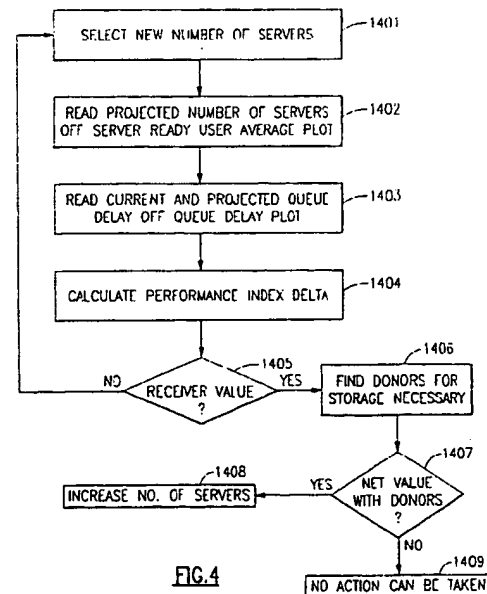 SELECT NEW NUMBER OF SERVERS
1401
READ PROJECTED NUMBER OF SERVERS
OFF SERVER READY USER AVERAGE PLOT
1402
READ CURRENT AND PROJECTED QUEUE
DELAY OFF QUEUE DELAY PLOT
1403
CALCULATE PERFORMANCE INDEX DELTA
1404
1405
NO
RECEIVER VALUE
?
YES
1406
FIND DONORS FOR
STORAGE NECESSARY
1407
NET VALUE
WITH DONORS
?
YES
1408
INCREASE NO. OF SERVERS
NO
1409
NO ACTION CAN BE TAKEN
FIG.4